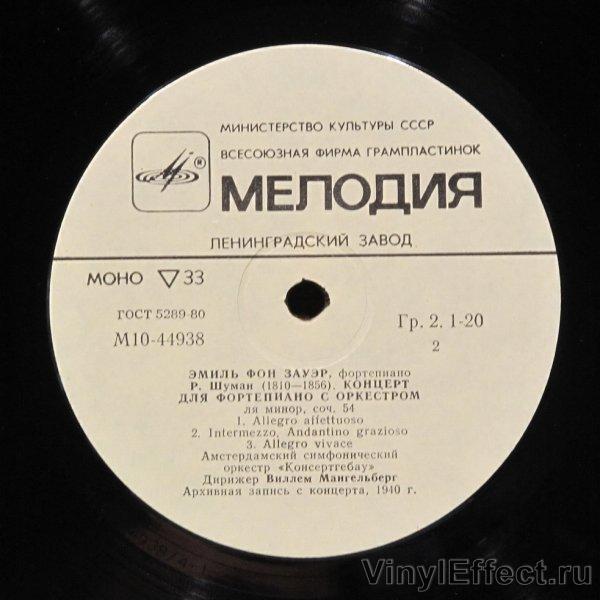 МИНИСТЕРСТВО КУЛЬТУРЫ СССР
ВСЕСОЮЗНАЯ ФИРМА ГРАМПЛАСТИНОК
®
МЕЛОДИЯ
ЛЕНИНГРАДСКИЙ ЗАВОД
МОНО ▽ 33
ГОСТ 5289-80
М10-44938
Гр. 2. 1-20
2
ЭМИЛЬ ФОН ЗАУЭР, фортепиано
Р. Шуман (1810—1856). КОНЦЕРТ
ДЛЯ ФОРТЕПИАНО С ОРКЕСТРОМ
ля минор, соч. 54
1. Allegro affettuoso
2. Intermezzo, Andantino grazioso
3. Allegro vivace
Амстердамский симфонический
оркестр «Консертгебау»
Дирижер Виллем Мангельберг
Архивная запись с концерта, 1940 г.
VinylEffect.ru